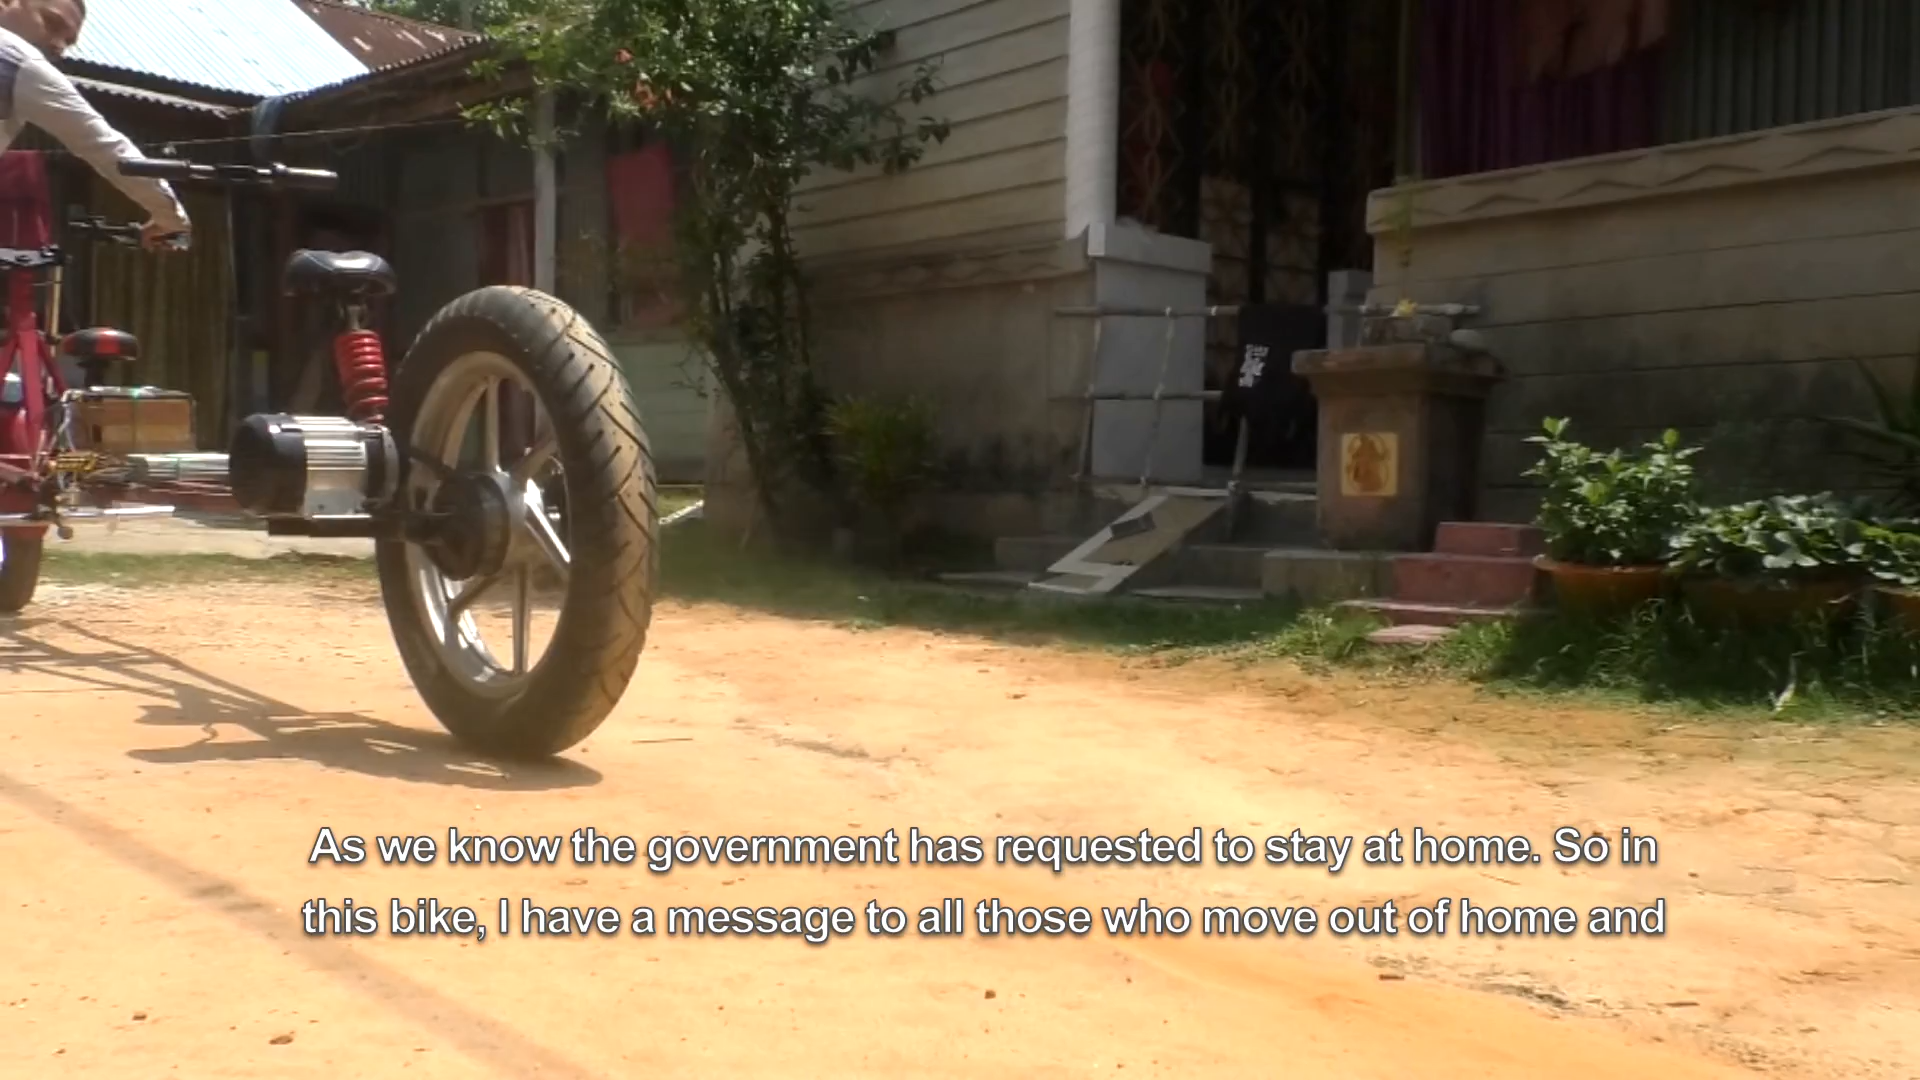 As we know the government has requested to stay at home. So in
this bike, I have a message to all those who move out of home and